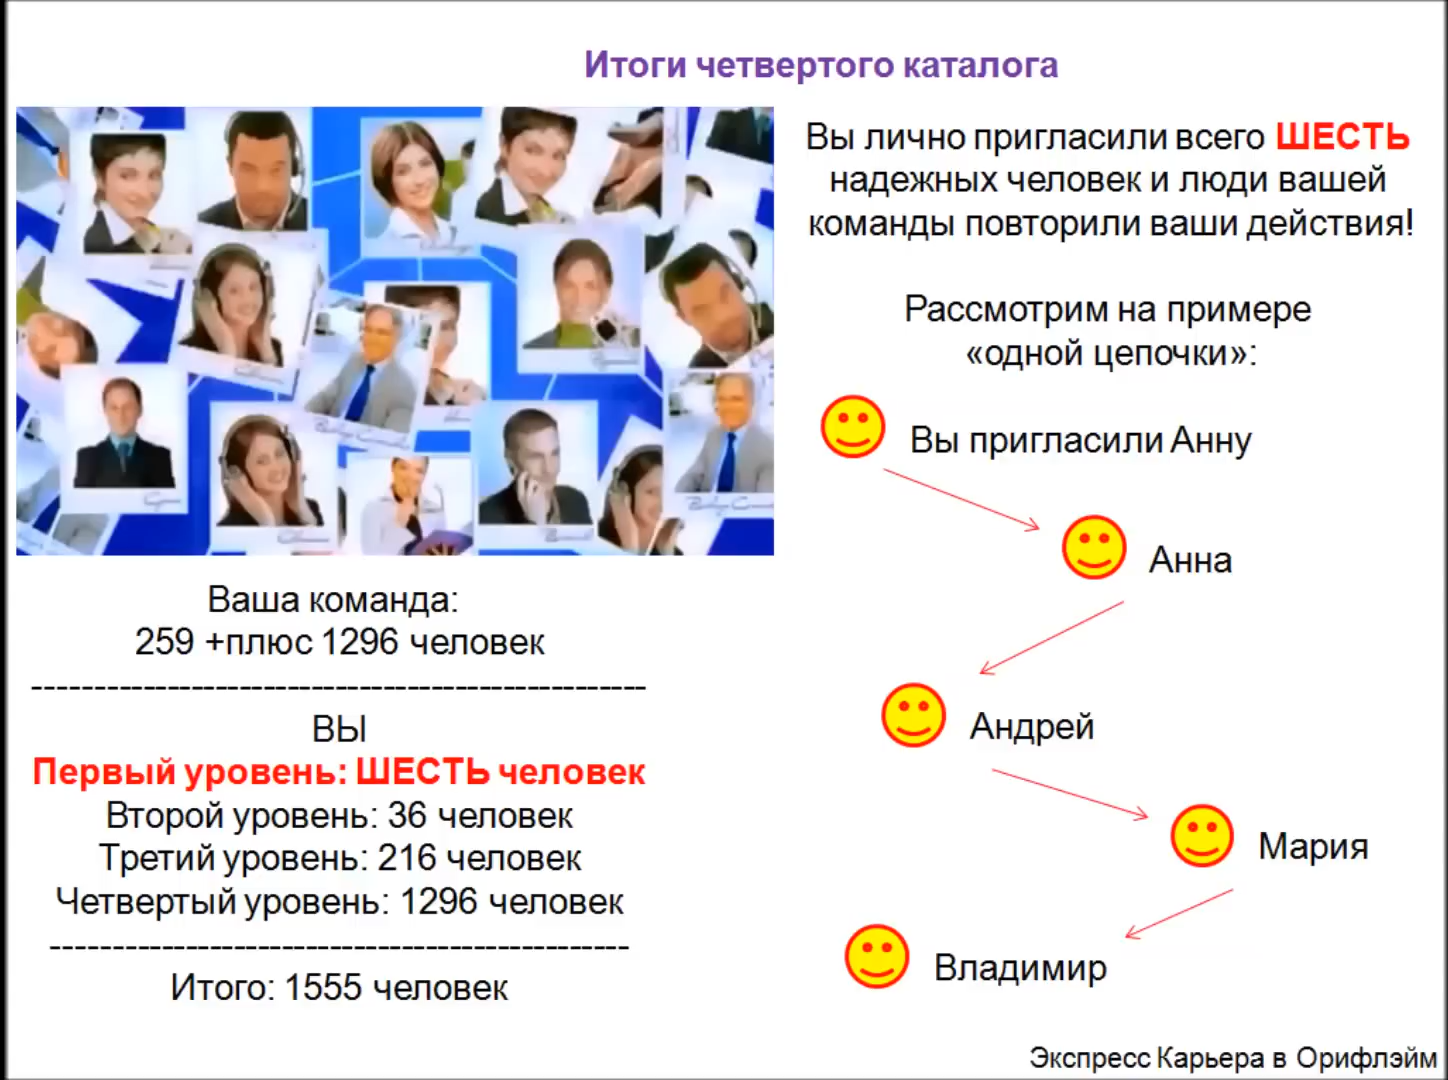 Итоги четвертого каталога
Вы лично пригласили всего ШЕСТЬ
надежных человек и люди вашей
команды повторили ваши действия!
Рассмотрим на примере
«одной цепочки»:
Вы пригласили Анну
Анна
Андрей
Мария
Владимир
Ваша команда:
259 +плюс 1296 человек
-------------------------------------------------
ВЫ
Первый уровень: ШЕСТЬ человек
Второй уровень: 36 человек
Третий уровень: 216 человек
Четвертый уровень: 1296 человек
----------------------------------------------
Итого: 1555 человек
Экспресс Карьера в Орифлэйм